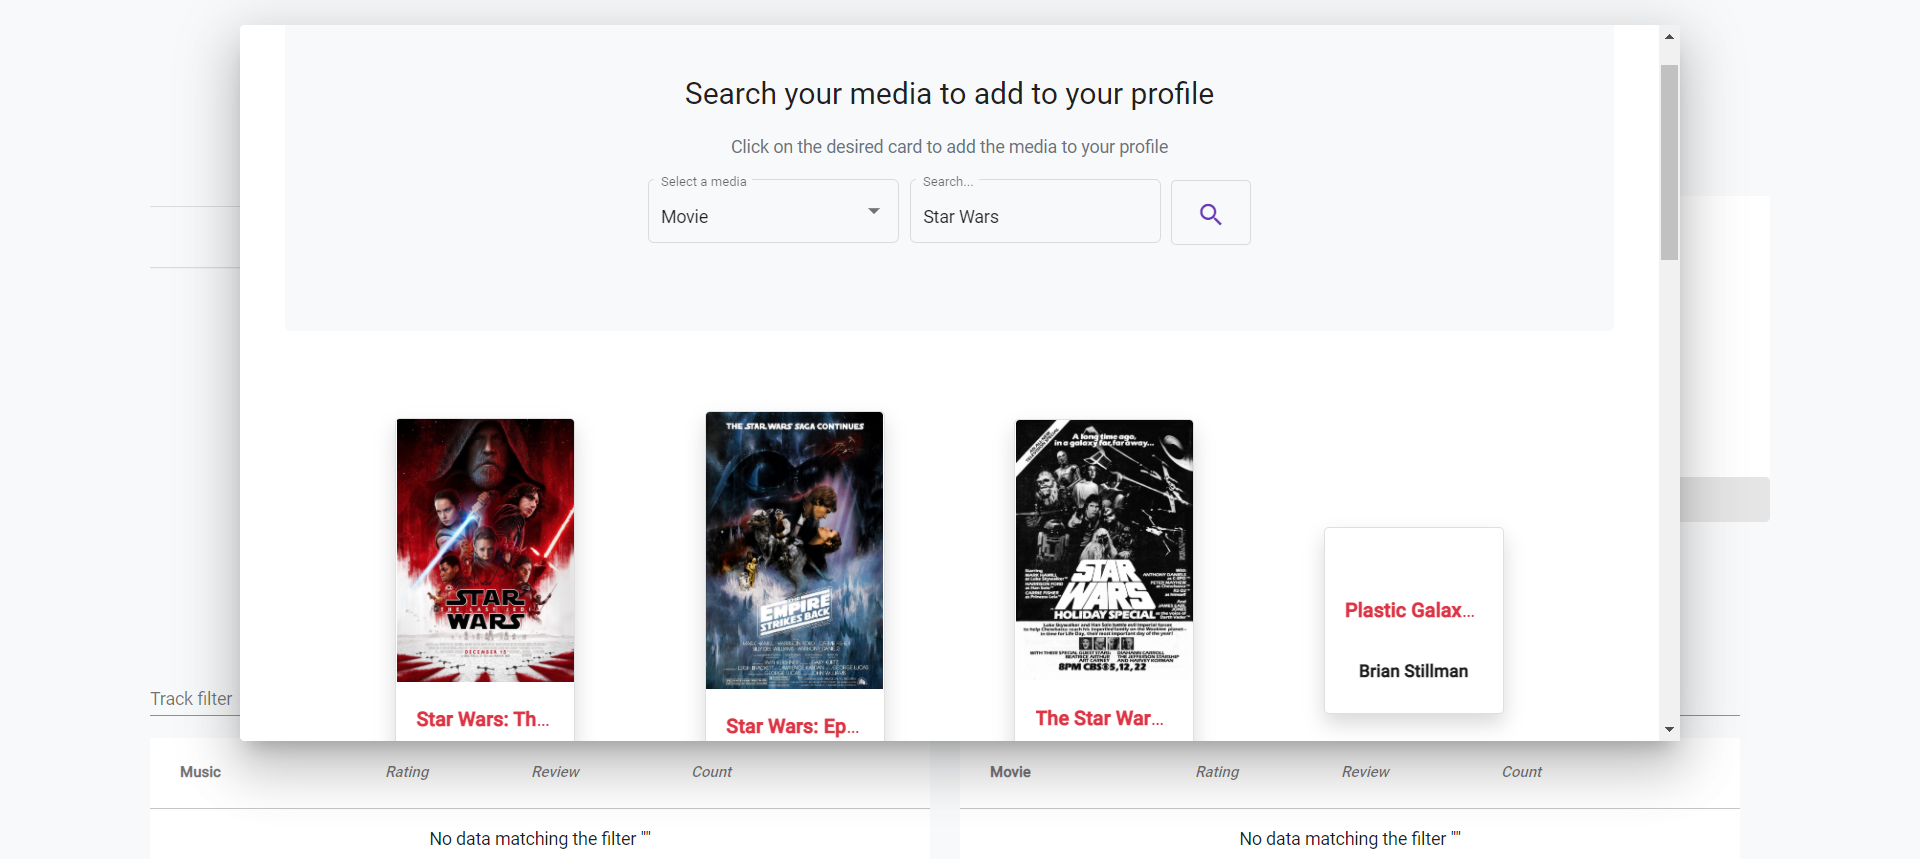 Search your media to add to your profile
Click on the desired card to add the media to your profile
Select a media
Movie
Search...
Star Wars
STAR
THE LAST JEDI
WARS
DECEMBER 15
Star Wars: Th...
THE STAR WARS SAGA CONTINUES
THE
EMPIRE
STRIKES BACK
Star Wars: Ep...
A long time ago,
in a galaxy far, far away...
STAR
WARS
HOLIDAY SPECIAL
8PM CBS 5,12,22
The Star War...
Plastic Galax...
Brian Stillman
Track filter
Music
Rating
Review
Count
Movie
Rating
Review
Count
No data matching the filter ""
No data matching the filter ""